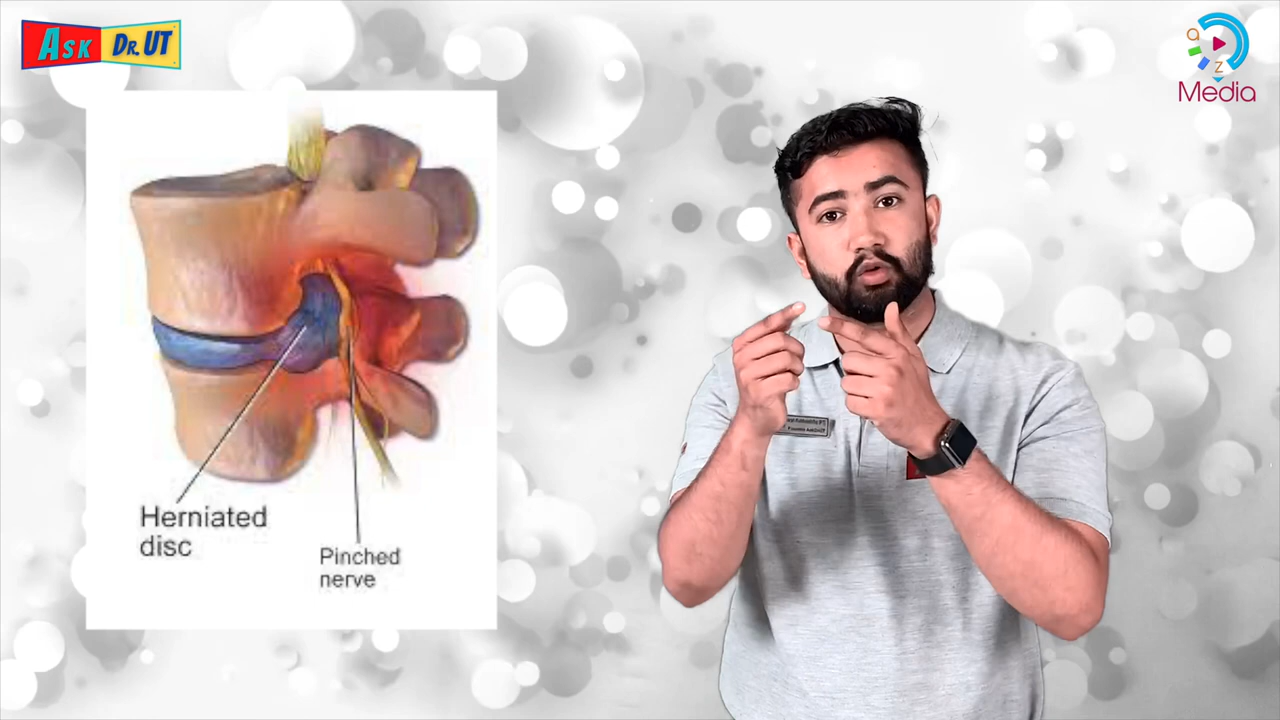 ASK DR. UT
a
z
Media
Herniated
disc
Pinched
nerve